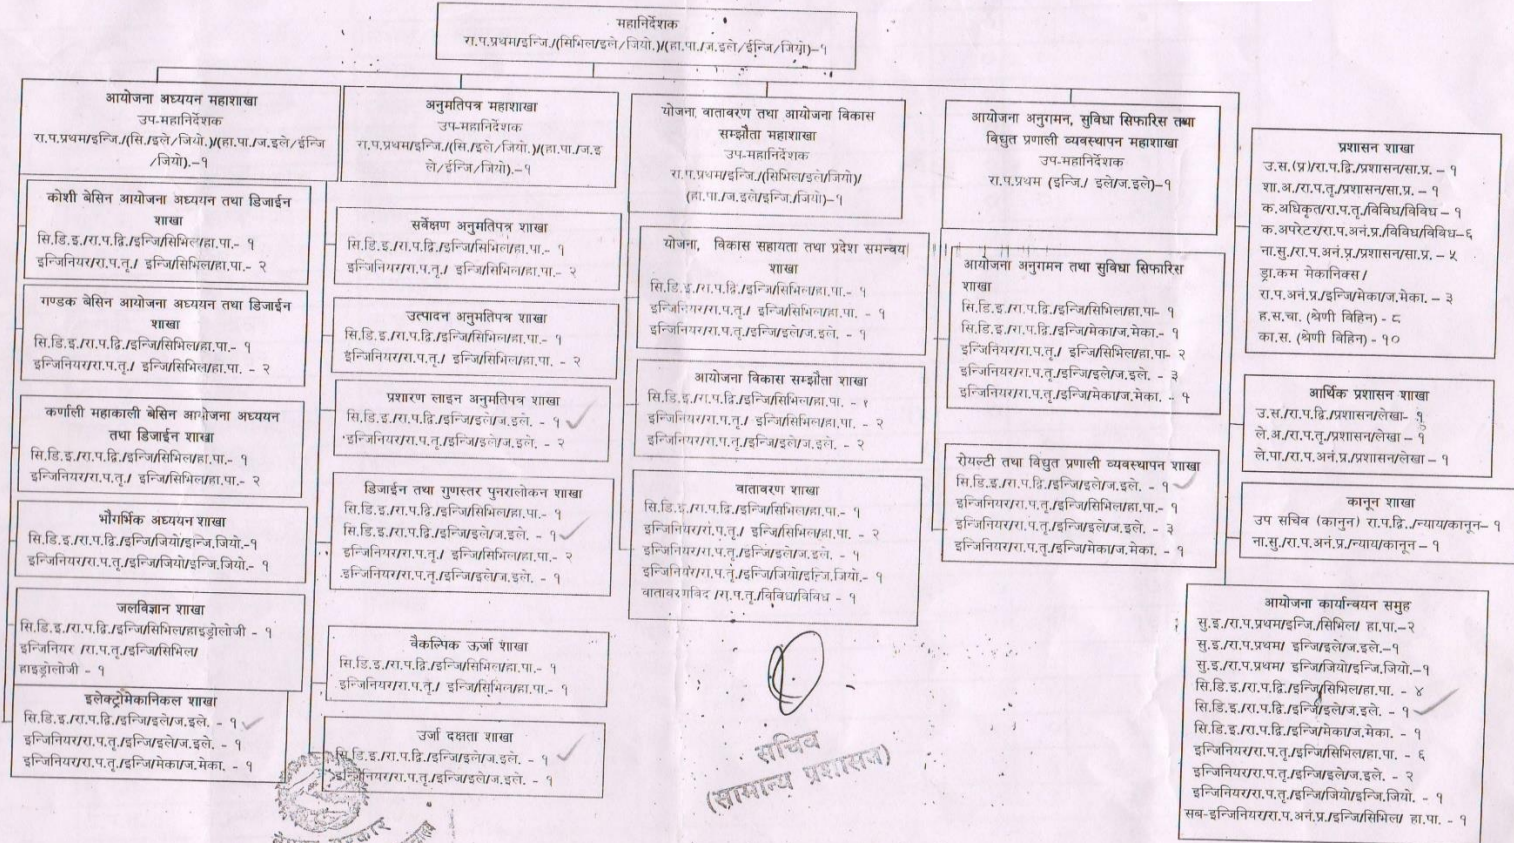 महानिर्देशक
रा.प.प्रथम/इन्जि./(सिभिल/इले/जियो.)/(हा.पा./ज.इले/ईन्जि/जियो)–१
आयोजना अध्ययन महाशाखा
उप-महानिर्देशक
रा.प.प्रथम/इन्जि./(सि./इले/जियो.)/(हा.पा./ज.इले/ईन्जि
/जियो).–१
कोशी बेसिन आयोजना अध्ययन तथा डिजाईन
शाखा
सि.डि.इ./रा.प.द्वि./इन्जि/सिभिल/हा.पा.- १
इन्जिनियर/रा.प.तृ./ इन्जि/सिभिल/हा.पा.- २
गण्डक बेसिन आयोजना अध्ययन तथा डिजाईन
शाखा
सि.डि.इ./रा.प.द्वि./इन्जि/सिभिल/हा.पा.- १
इन्जिनियर/रा.प.तृ./ इन्जि/सिभिल/हा.पा. - २
कर्णाली महाकाली बेसिन आयोजना अध्ययन
तथा डिजाईन शाखा
सि.डि.इ./रा.प.द्वि./इन्जि/सिभिल/हा.पा.- १
इन्जिनियर/रा.प.तृ./ इन्जि/सिभिल/हा.पा.- २
भौगर्भिक अध्ययन शाखा
सि.डि.इ./रा.प.द्वि./इन्जि/जियो/इन्जि.जियो.-१
इन्जिनियर/रा.प.तृ./इन्जि/जियो/इन्जि.जियो.- १
जलविज्ञान शाखा
सि.डि.इ./रा.प.द्वि./इन्जि/सिभिल/हाइड्रोलोजी - १
इन्जिनियर /रा.प.तृ./इन्जि/सिभिल/
हाइड्रोलोजी - १
इलेक्ट्रोमेकानिकल शाखा
सि.डि.इ./रा.प.द्वि./इन्जि/इले/ज.इले. - १
इन्जिनियर/रा.प.तृ./इन्जि/इले/ज.इले. - १
इन्जिनियर/रा.प.तृ./इन्जि/मेका/ज.मेका. - १
अनुमतिपत्र महाशाखा
उप-महानिर्देशक
रा.प.प्रथम/इन्जि./(सि./इले/जियो.)/(हा.पा./ज.इ
ले/ईन्जि/जियो).–१
सर्वेक्षण अनुमतिपत्र शाखा
सि.डि.इ./रा.प.द्वि./इन्जि/सिभिल/हा.पा.- १
इन्जिनियर/रा.प.तृ./ इन्जि/सिभिल/हा.पा.- २
उत्पादन अनुमतिपत्र शाखा
सि.डि.इ./रा.प.द्वि./इन्जि/सिभिल/हा.पा.- १
ईन्जिनियर/रा.प.तृ./ इन्जि/सिभिल/हा.पा. - २
प्रशारण लाइन अनुमतिपत्र शाखा
सि.डि.इ./रा.प.द्वि./इन्जि/इले/ज.इले. - १
इन्जिनियर/रा.प.तृ./इन्जि/इले/ज.इले. - २
डिजाईन तथा गुणस्तर पुनरालोकन शाखा
सि.डि.इ./रा.प.द्वि./इन्जि/सिभिल/हा.पा.- १
सि.डि.इ./रा.प.द्वि./इन्जि/इले/ज.इले. - १
इन्जिनियर/रा.प.तृ./ इन्जि/सिभिल/हा.पा.- २
इन्जिनियर/रा.प.तृ./इन्जि/इले/ज.इले. - १
वैकल्पिक ऊर्जा शाखा
सि.डि.इ./रा.प.द्वि./इन्जि/सिभिल/हा.पा.- १
इन्जिनियर/रा.प.तृ./ इन्जि/सिभिल/हा.पा.- १
उर्जा दक्षता शाखा
सि.डि.इ./रा.प.द्वि./इन्जि/इले/ज.इले. - १
इन्जिनियर/रा.प.तृ./इन्जि/इले/ज.इले. - १
योजना, वातावरण तथा आयोजना विकास
सम्झौता महाशाखा
उप-महानिर्देशक
रा.प.प्रथम/इन्जि./(सिभिल/इले/जियो)/
(हा.पा./ज.इले/इन्जि./जियो)–१
योजना, विकास सहायता तथा प्रदेश समन्वय
शाखा
सि.डि.इ./रा.प.द्वि./इन्जि/सिभिल/हा.पा.- १
इन्जिनियर/रा.प.तृ./ इन्जि/सिभिल/हा.पा. - १
इन्जिनियर/रा.प.तृ./इन्जि/इले/ज.इले. - १
आयोजना विकास सम्झौता शाखा
सि.डि.इ./रा.प.द्वि./इन्जि/सिभिल/हा.पा. - १
इन्जिनियर/रा.प.तृ./ इन्जि/सिभिल/हा.पा. - २
इन्जिनियर/रा.प.तृ./इन्जि/इले/ज.इले. - २
वातावरण शाखा
सि.डि.इ./रा.प.द्वि./इन्जि/सिभिल/हा.पा.- १
इन्जिनियर/रा.प.तृ./ इन्जि/सिभिल/हा.पा. - २
इन्जिनियर/रा.प.तृ./इन्जि/इले/ज.इले. - १
इन्जिनियर/रा.प.तृ./इन्जि/जियो/इन्जि.जियो.- १
वातावरणविद /रा.प.तृ./विविध/विविध - १
आयोजना अनुगमन, सुविधा सिफारिस तथा
विधुत प्रणाली व्यवस्थापन महाशाखा
उप-महानिर्देशक
रा.प.प्रथम (इन्जि./ इले/ज.इले)–१
आयोजना अनुगमन तथा सुविधा सिफारिस
शाखा
सि.डि.इ./रा.प.द्वि./इन्जि/सिभिल/हा.पा- १
सि.डि.इ./रा.प.द्वि./इन्जि/मेका/ज.मेका.- १
इन्जिनियर/रा.प.तृ./ इन्जि/सिभिल/हा.पा- २
इन्जिनियर/रा.प.तृ./इन्जि/इले/ज.इले. - ३
इन्जिनियर/रा.प.तृ./इन्जि/मेका/ज.मेका. - १
रोयल्टी तथा विधुत प्रणाली व्यवस्थापन शाखा
सि.डि.इ./रा.प.द्वि./इन्जि/इले/ज.इले. - १
इन्जिनियर/रा.प.तृ./इन्जि/सिभिल/हा.पा.- १
इन्जिनियर/रा.प.तृ./इन्जि/इले/ज.इले. - ३
इन्जिनियर/रा.प.तृ./इन्जि/मेका/ज.मेका. - १
प्रशासन शाखा
उ.स.(प्र)/रा.प.द्वि./प्रशासन/सा.प्र. – १
शा.अ./रा.प.तृ./प्रशासन/सा.प्र. – १
क.अधिकृत/रा.प.तृ./विविध/विविध – १
क.अपरेटर/रा.प.अनं.प्र./विविध/विविध–६
ना.सु./रा.प.अनं.प्र./प्रशासन/सा.प्र. – ५
ड्रा.कम मेकानिक्स /
रा.प.अनं.प्र./इन्जि/मेका/ज.मेका. – ३
ह.स.चा. (श्रेणी विहिन) - ८
का.स. (श्रेणी विहिन) - १०
आर्थिक प्रशासन शाखा
उ.स./रा.प.द्वि./प्रशासन/लेखा- १
ले.अ./रा.प.तृ./प्रशासन/लेखा – १
ले.पा./रा.प.अनं.प्र./प्रशासन/लेखा – १
कानून शाखा
उप सचिव (कानुन) रा.प.द्वि../न्याय/कानून– १
ना.सु./रा.प.अनं.प्र./न्याय/कानून – १
आयोजना कार्यान्वयन समुह
सु.इ./रा.प.प्रथम/इन्जि./सिभिल/ हा.पा.–२
सु.इ./रा.प.प्रथम/ इन्जि/इले/ज.इले.–१
सु.इ./रा.प.प्रथम/ इन्जि/जियो/इन्जि.जियो.–१
सि.डि.इ./रा.प.द्वि./इन्जि/सिभिल/हा.पा. - ४
सि.डि.इ./रा.प.द्वि./इन्जि/इले/ज.इले. - १
सि.डि.इ./रा.प.द्वि./इन्जि/मेका/ज.मेका. - १
इन्जिनियर/रा.प.तृ./इन्जि/सिभिल/हा.पा. - ६
इन्जिनियर/रा.प.तृ./इन्जि/इले/ज.इले. - २
इन्जिनियर/रा.प.तृ./इन्जि/जियो/इन्जि.जियो. - १
सब-इन्जिनियर/रा.प.अनं.प्र./इन्जि/सिभिल/ हा.पा. - १
सचिव
(सामान्य प्रशासन)